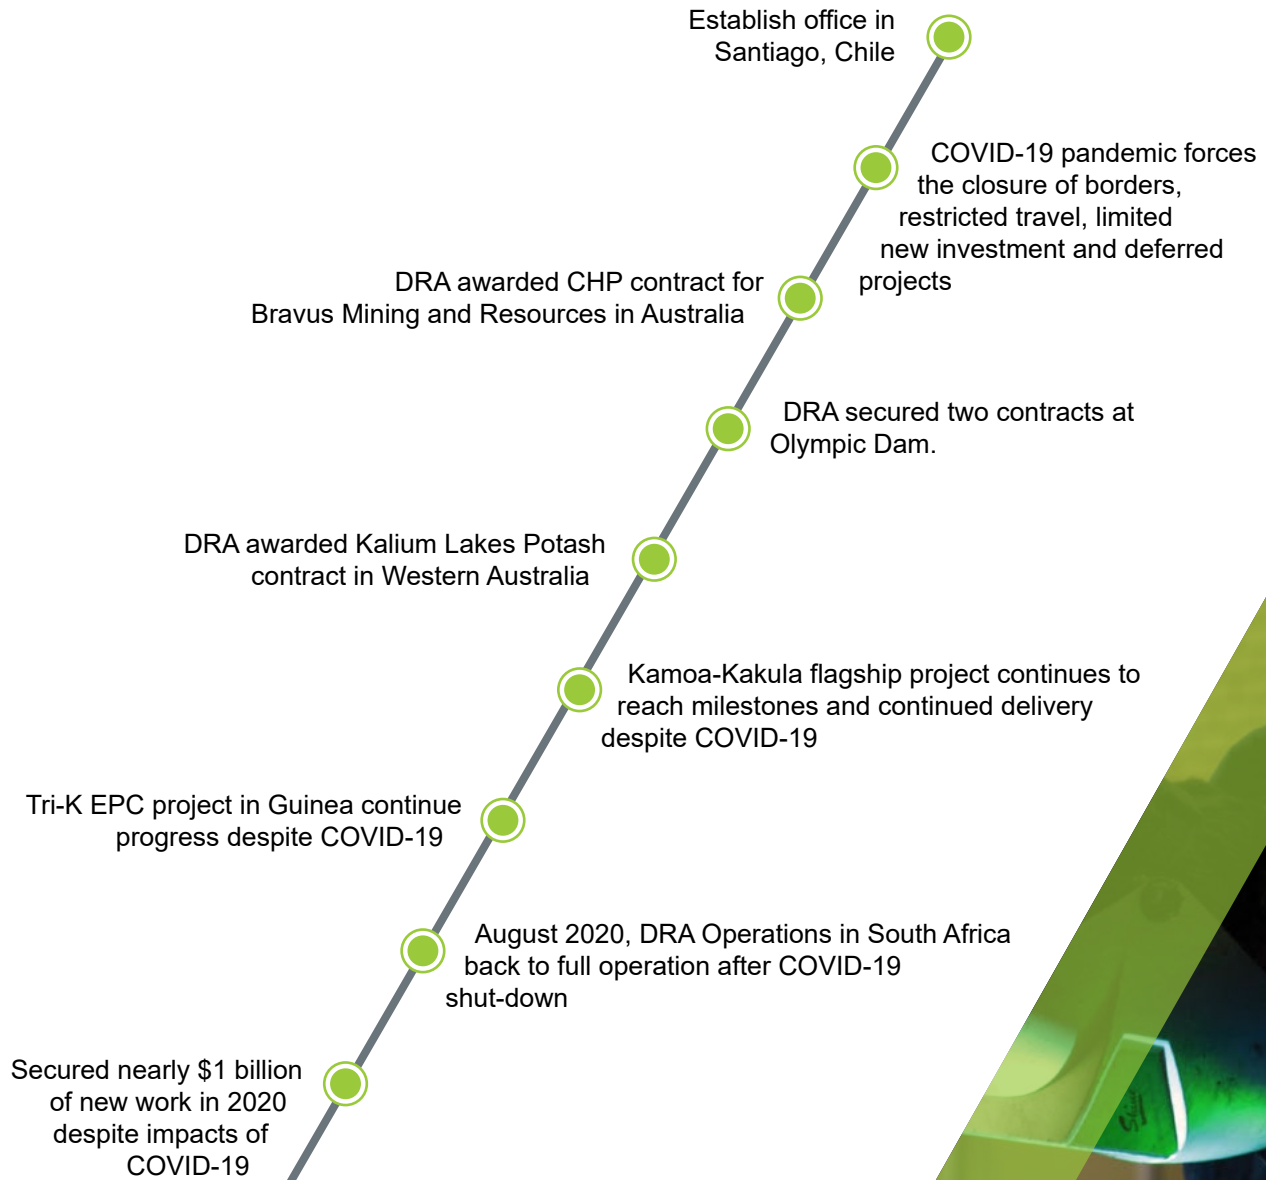 Establish office in
Santiago, Chile
COVID-19 pandemic forces
the closure of borders,
restricted travel, limited
new investment and deferred
projects
DRA awarded CHP contract for
Bravus Mining and Resources in Australia
DRA secured two contracts at
Olympic Dam.
DRA awarded Kalium Lakes Potash
contract in Western Australia
Kamoa-Kakula flagship project continues to
reach milestones and continued delivery
despite COVID-19
Tri-K EPC project in Guinea continue
progress despite COVID-19
August 2020, DRA Operations in South Africa
back to full operation after COVID-19
shut-down
Secured nearly $1 billion
of new work in 2020
despite impacts of
COVID-19